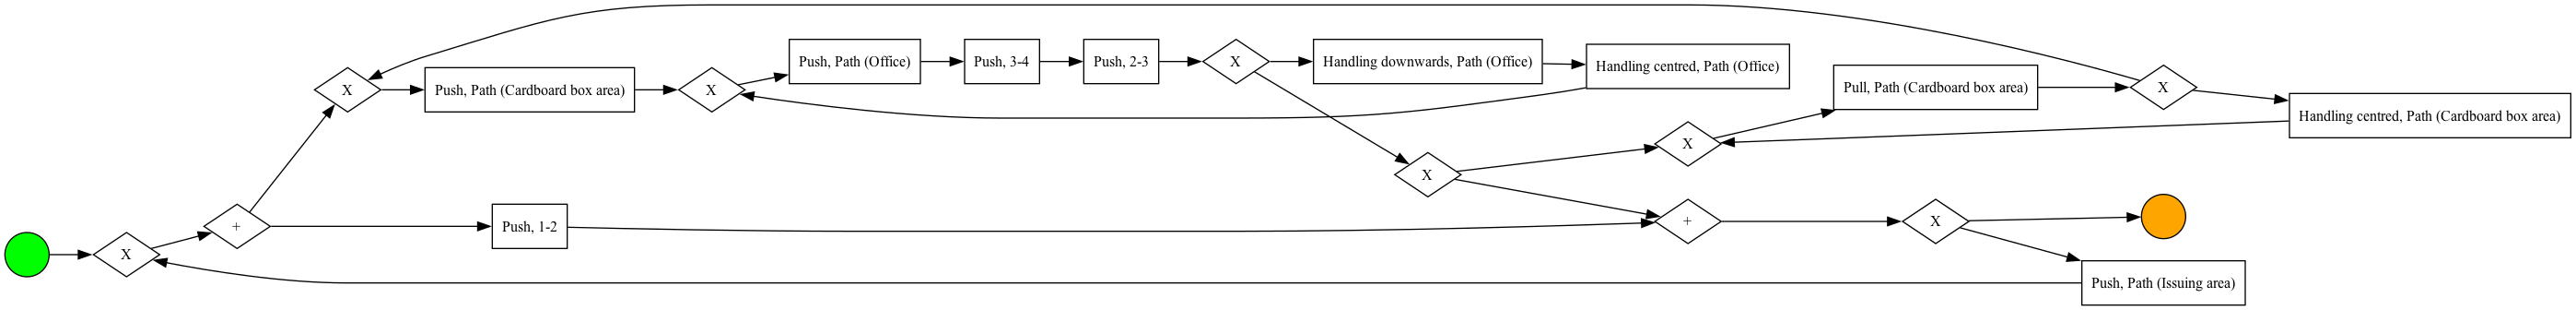 X
+
X
Push, Path (Cardboard box area)
X
Push, Path (Office)
Push, 3-4
Push, 2-3
X
Handling downwards, Path (Office)
Handling centred, Path (Office)
X
X
Pull, Path (Cardboard box area)
X
Handling centred, Path (Cardboard box area)
Push, 1-2
+
X
Push, Path (Issuing area)